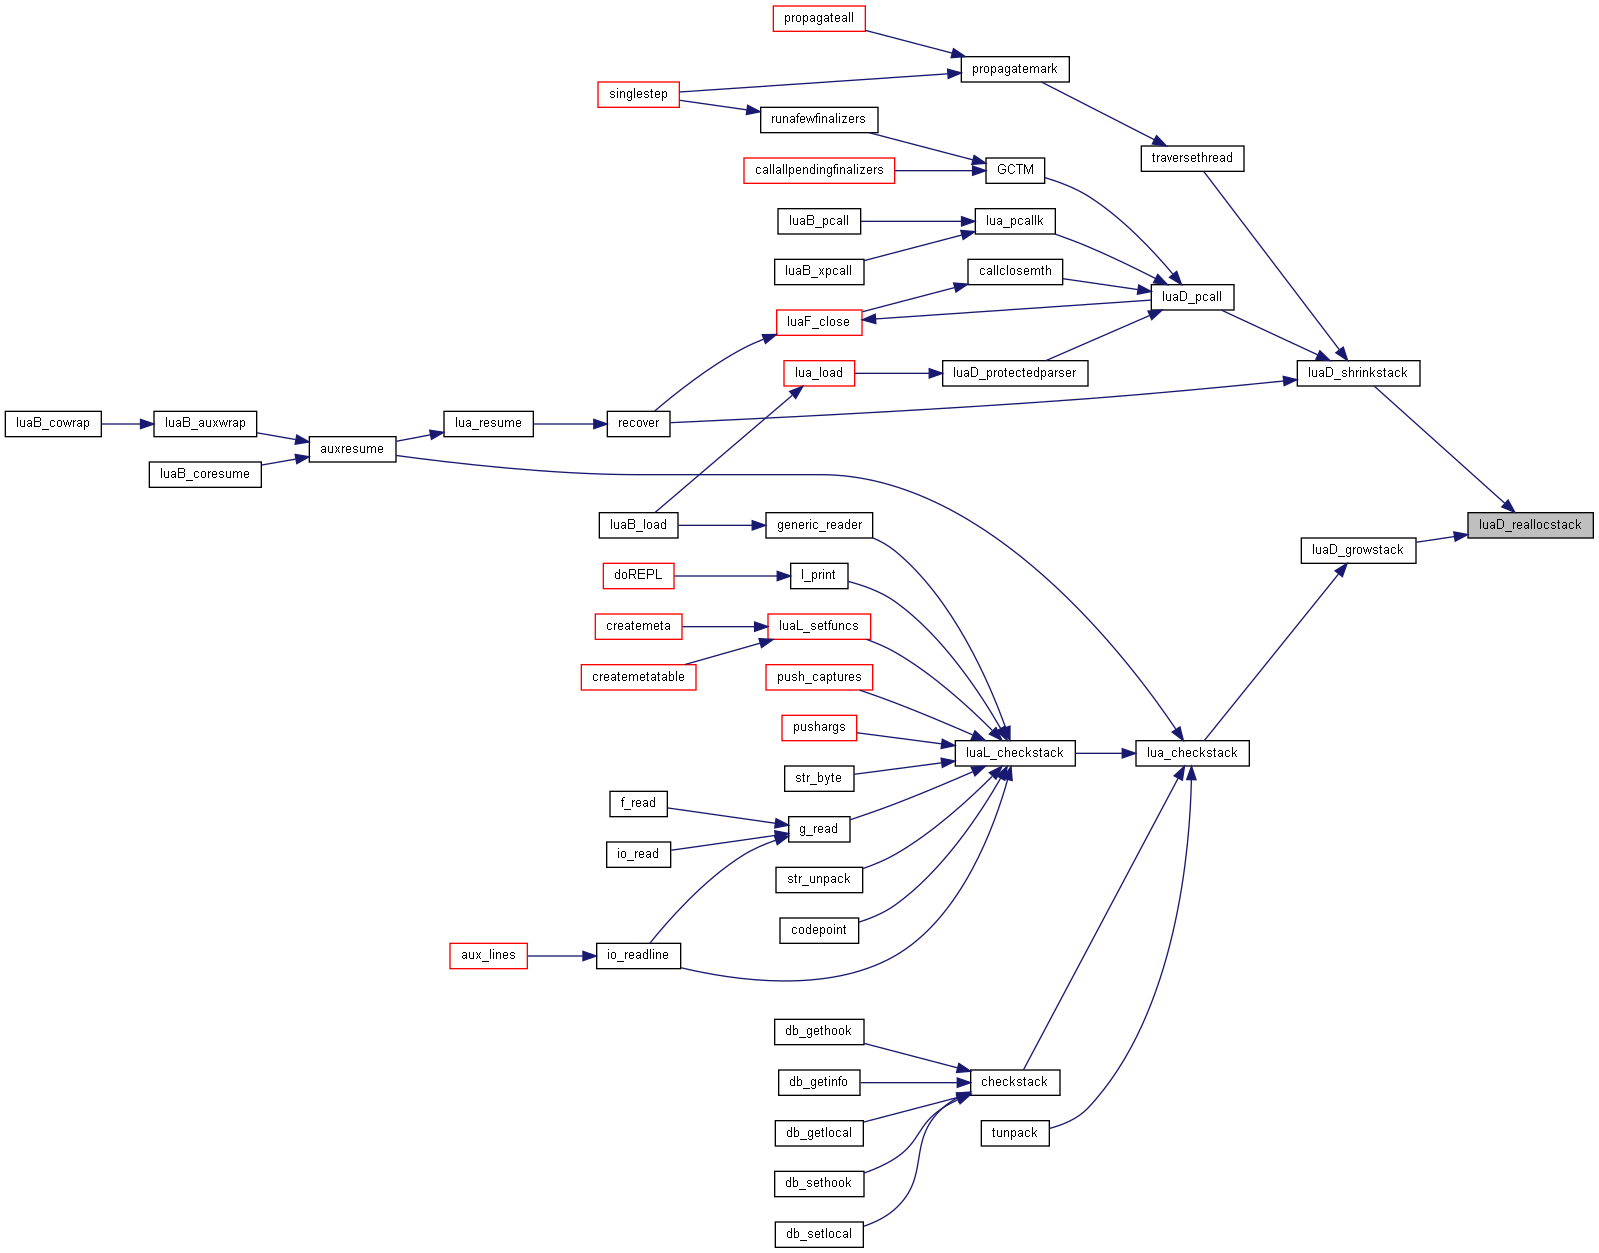 propagateall
propagatemark
singlestep
runafewfinalizers
traversethread
callallpendingfinalizers
GCTM
luaB_pcall
lua_pcallk
luaB_xpcall
callclosemth
luaD_pcall
luaF_close
lua_load
luaD_protectedparser
luaD_shrinkstack
luaB_cowrap
luaB_auxwrap
lua_resume
recover
auxresume
luaB_coresume
luaB_load
generic_reader
luaD_reallocstack
luaD_growstack
doREPL
l_print
createmeta
luaL_setfuncs
createmetatable
push_captures
pushargs
luaL_checkstack
lua_checkstack
str_byte
f_read
g_read
io_read
str_unpack
codepoint
aux_lines
io_readline
db_gethook
db_getinfo
checkstack
db_getlocal
tunpack
db_sethook
db_setlocal